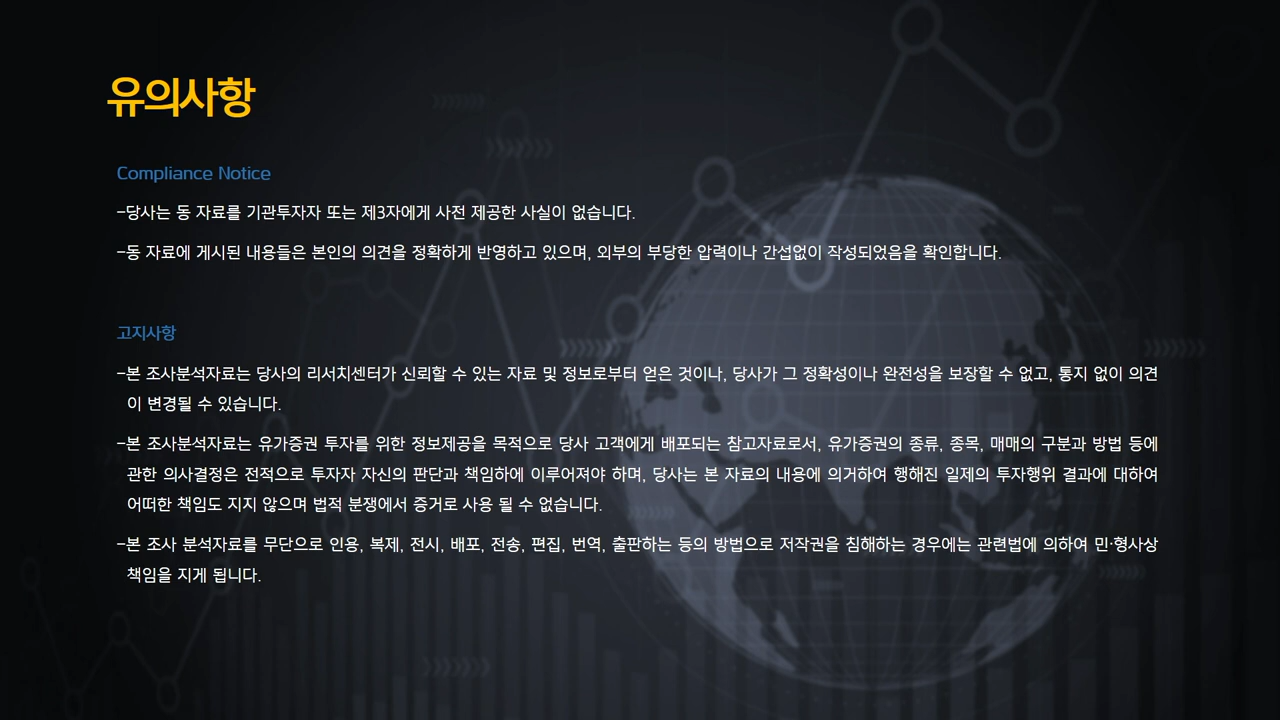 유의사항
Compliance Notice
-당사는 동 자료를 기관투자자 또는 제3자에게 사전 제공한 사실이 없습니다.
-동 자료에 게시된 내용들은 본인의 의견을 정확하게 반영하고 있으며, 외부의 부당한 압력이나 간섭없이 작성되었음을 확인합니다.
고지사항
-본 조사분석자료는 당사의 리서치센터가 신뢰할 수 있는 자료 및 정보로부터 얻은 것이나, 당사가 그 정확성이나 완전성을 보장할 수 없고, 통지 없이 의견
이 변경될 수 있습니다.
-본 조사분석자료는 유가증권 투자를 위한 정보제공을 목적으로 당사 고객에게 배포되는 참고자료로서, 유가증권의 종류, 종목, 매매의 구분과 방법 등에
관한 의사결정은 전적으로 투자자 자신의 판단과 책임하에 이루어져야 하며, 당사는 본 자료의 내용에 의거하여 행해진 일체의 투자행위 결과에 대하여
어떠한 책임도 지지 않으며 법적 분쟁에서 증거로 사용 될 수 없습니다.
-본 조사 분석자료를 무단으로 인용, 복제, 전시, 배포, 전송, 편집, 번역, 출판하는 등의 방법으로 저작권을 침해하는 경우에는 관련법에 의하여 민·형사상
책임을 지게 됩니다.